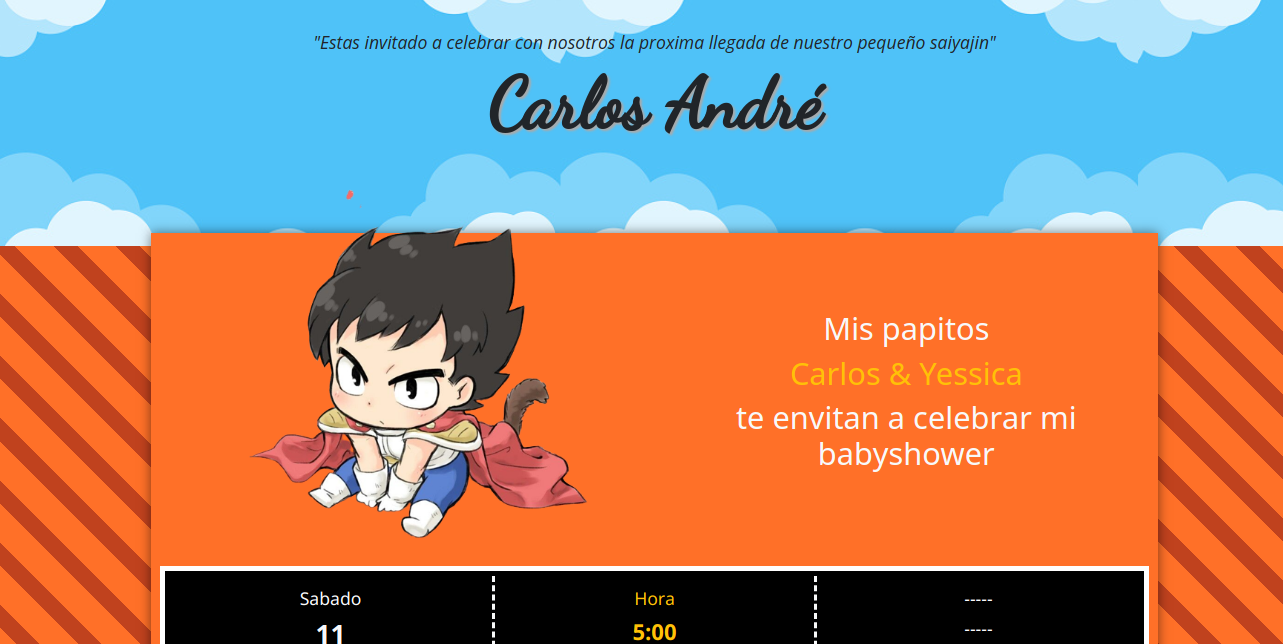 "Estas invitado a celebrar con nosotros la proxima llegada de nuestro pequeño saiyajin"
Carlos André
Mis papitos
Carlos & Yessica
te envitan a celebrar mi
babyshower
Sabado
11
Hora
5:00
-----
-----